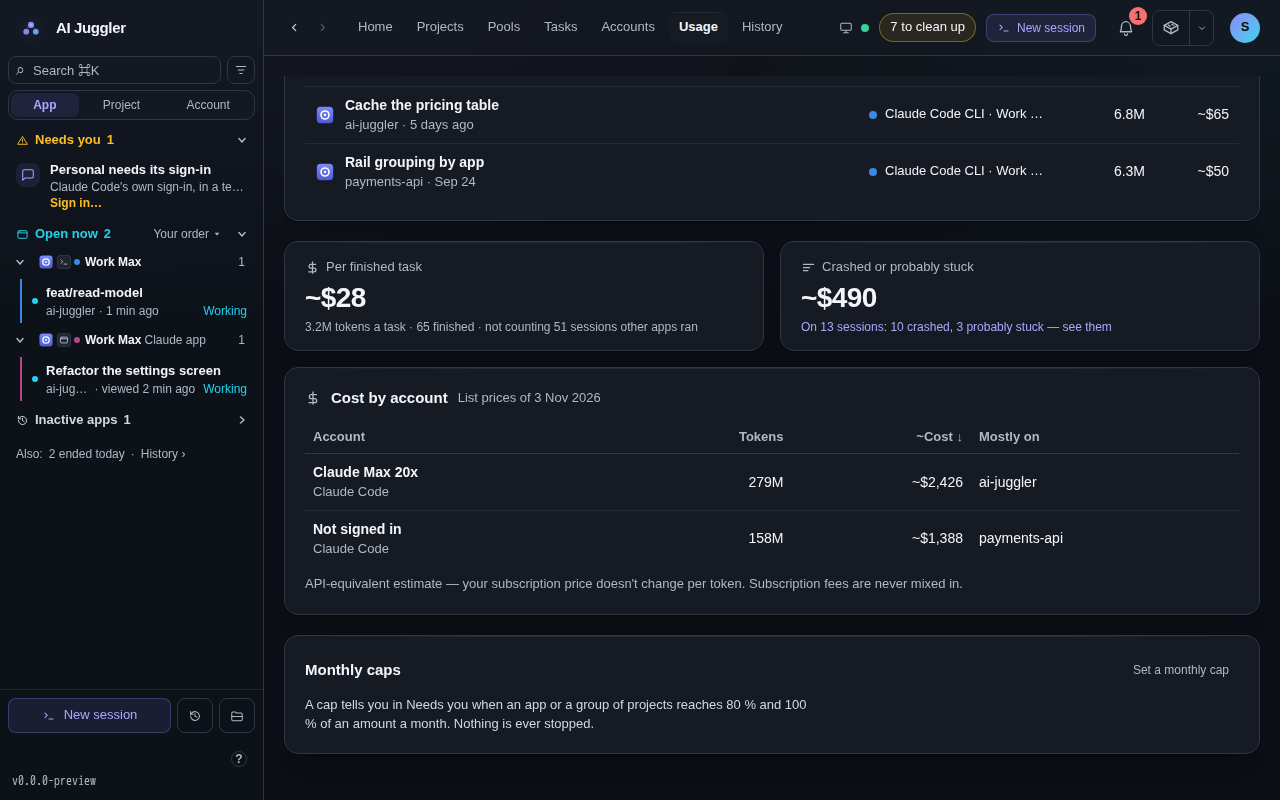 AI Juggler
Search ⌘K
App Project Account
Needs you 1
Personal needs its sign-in
Claude Code's own sign-in, in a te…
Sign in…
Open now 2 Your order
Work Max 1
feat/read-model
ai-juggler · 1 min ago Working
Work Max Claude app 1
Refactor the settings screen
ai-jug… · viewed 2 min ago Working
Inactive apps 1
Also: 2 ended today · History ›
New session
?
v0.0.0-preview
Home Projects Pools Tasks Accounts Usage History
7 to clean up
New session
1
S
Cache the pricing table
ai-juggler · 5 days ago
Claude Code CLI · Work … 6.8M ~$65
Rail grouping by app
payments-api · Sep 24
Claude Code CLI · Work … 6.3M ~$50
Per finished task
~$28
3.2M tokens a task · 65 finished · not counting 51 sessions other apps ran
Crashed or probably stuck
~$490
On 13 sessions: 10 crashed, 3 probably stuck — see them
Cost by account List prices of 3 Nov 2026
Account Tokens ~Cost ↓ Mostly on
Claude Max 20x
Claude Code
279M ~$2,426 ai-juggler
Not signed in
Claude Code
158M ~$1,388 payments-api
API-equivalent estimate — your subscription price doesn't change per token. Subscription fees are never mixed in.
Monthly caps
Set a monthly cap
A cap tells you in Needs you when an app or a group of projects reaches 80 % and 100
% of an amount a month. Nothing is ever stopped.